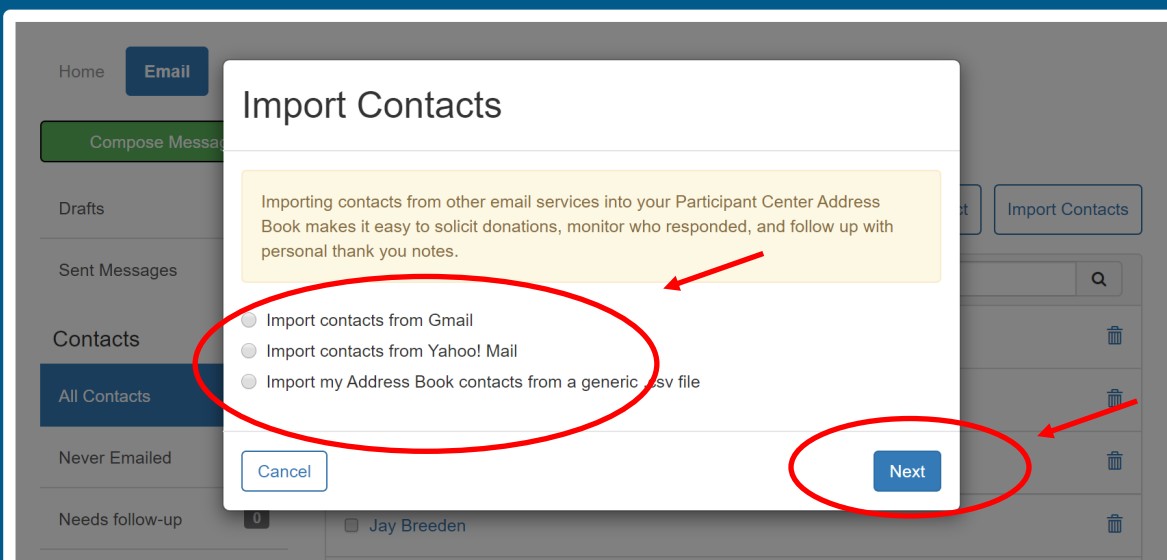 Home
Email
Import Contacts
Compose Messag
Importing contacts from other email services into your Participant Center Address
Book makes it easy to solicit donations, monitor who responded, and follow up with
personal thank you notes.
Drafts
ct
Import Contacts
Sent Messages
Import contacts from Gmail
Contacts
Import contacts from Yahoo! Mail
Import my Address Book contacts from a generic .csv file
All Contacts
Never Emailed
Cancel
Next
Needs follow-up
0
Jay Breeden